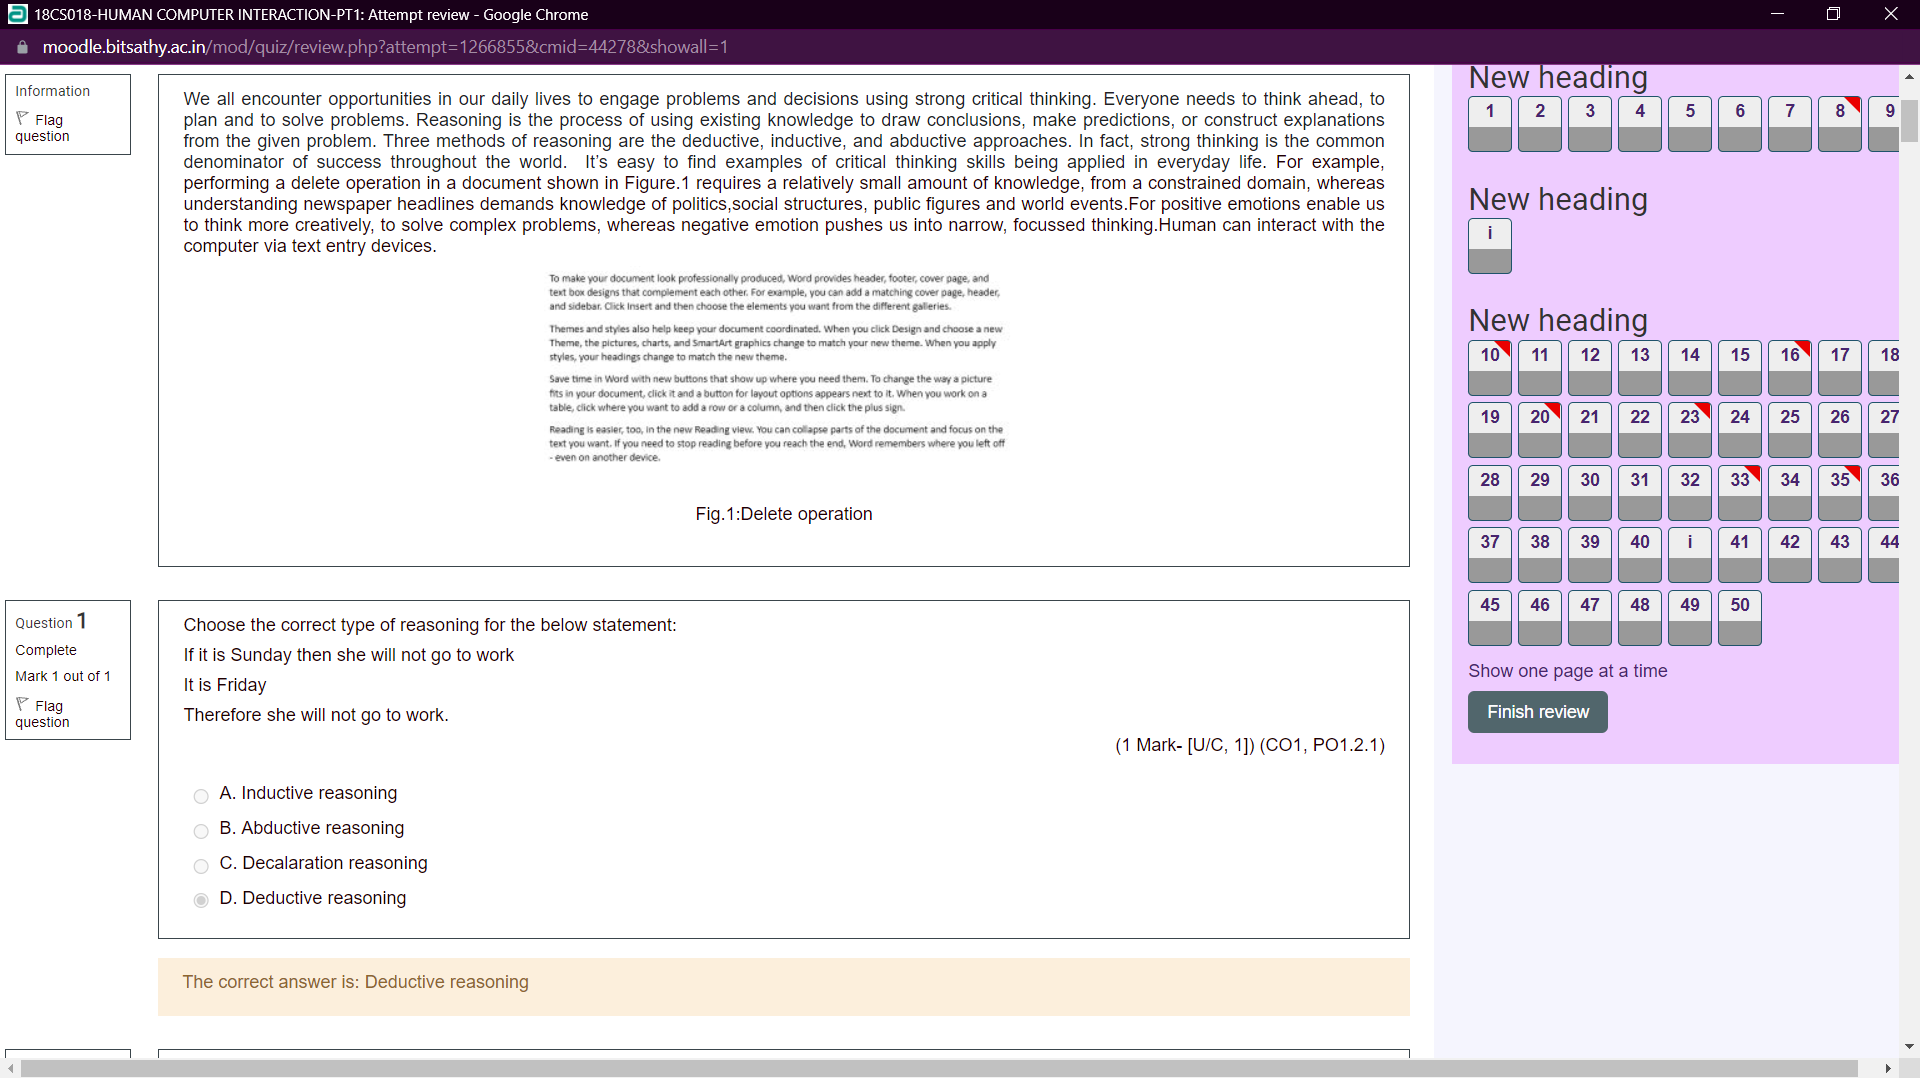 18CS018-HUMAN COMPUTER INTERACTION-PT1: Attempt review - Google Chrome
moodle.bitsathy.ac.in/mod/quiz/review.php?attempt=1266855&cmid=44278&showall=1
Information
Flag
question
We all encounter opportunities in our daily lives to engage problems and decisions using strong critical thinking. Everyone needs to think ahead, to
plan and to solve problems. Reasoning is the process of using existing knowledge to draw conclusions, make predictions, or construct explanations
from the given problem. Three methods of reasoning are the deductive, inductive, and abductive approaches. In fact, strong thinking is the common
denominator of success throughout the world. It's easy to find examples of critical thinking skills being applied in everyday life. For example,
performing a delete operation in a document shown in Figure.1 requires a relatively small amount of knowledge, from a constrained domain, whereas
understanding newspaper headlines demands knowledge of politics,social structures, public figures and world events.For positive emotions enable us
to think more creatively, to solve complex problems, whereas negative emotion pushes us into narrow, focussed thinking.Human can interact with the
computer via text entry devices.
To make your document look professionally produced, Word provides header, footer, cover page, and
text box designs that complement each other. For example, you can add a matching cover page, header,
and sidebar. Click Insert and then choose the elements you want from the different galleries.
Themes and styles also help keep your document coordinated. When you click Design and choose a new
Theme, the pictures, charts, and SmartArt graphics change to match your new theme. When you apply
styles, your headings change to match the new theme.
Save time in Word with new buttons that show up where you need them. To change the way a picture
fits in your document, click it and a button for layout options appears next to it. When you work on a
table, click where you want to add a row or a column, and then click the plus sign.
Reading is easier, too, in the new Reading view. You can collapse parts of the document and focus on the
text you want. If you need to stop reading before you reach the end, Word remembers where you left off
- even on another device.
Fig.1:Delete operation
Question 1
Complete
Mark 1 out of 1
Flag
question
Choose the correct type of reasoning for the below statement:
If it is Sunday then she will not go to work
It is Friday
Therefore she will not go to work.
(1 Mark- [U/C, 1]) (CO1, PO1.2.1)
A. Inductive reasoning
B. Abductive reasoning
C. Decalaration reasoning
D. Deductive reasoning
The correct answer is: Deductive reasoning
New heading
1 2 3 4 5 6 7 8 9
New heading
i
New heading
10 11 12 13 14 15 16 17 18
19 20 21 22 23 24 25 26 27
28 29 30 31 32 33 34 35 36
37 38 39 40 i 41 42 43 44
45 46 47 48 49 50
Show one page at a time
Finish review